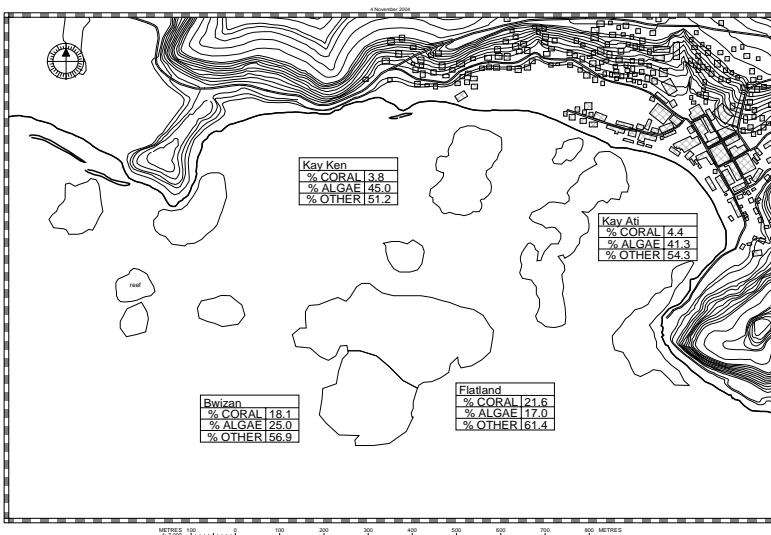 4 November 2004
Kay Ken
% CORAL 3.8
% ALGAE 45.0
% OTHER 51.2
Kay Ati
% CORAL 4.4
% ALGAE 41.3
% OTHER 54.3
reef
Bwizan
% CORAL 18.1
% ALGAE 25.0
% OTHER 56.9
Flatland
% CORAL 21.6
% ALGAE 17.0
% OTHER 61.4
METRES 100 0 100 200 300 400 500 600 700 800 METRES